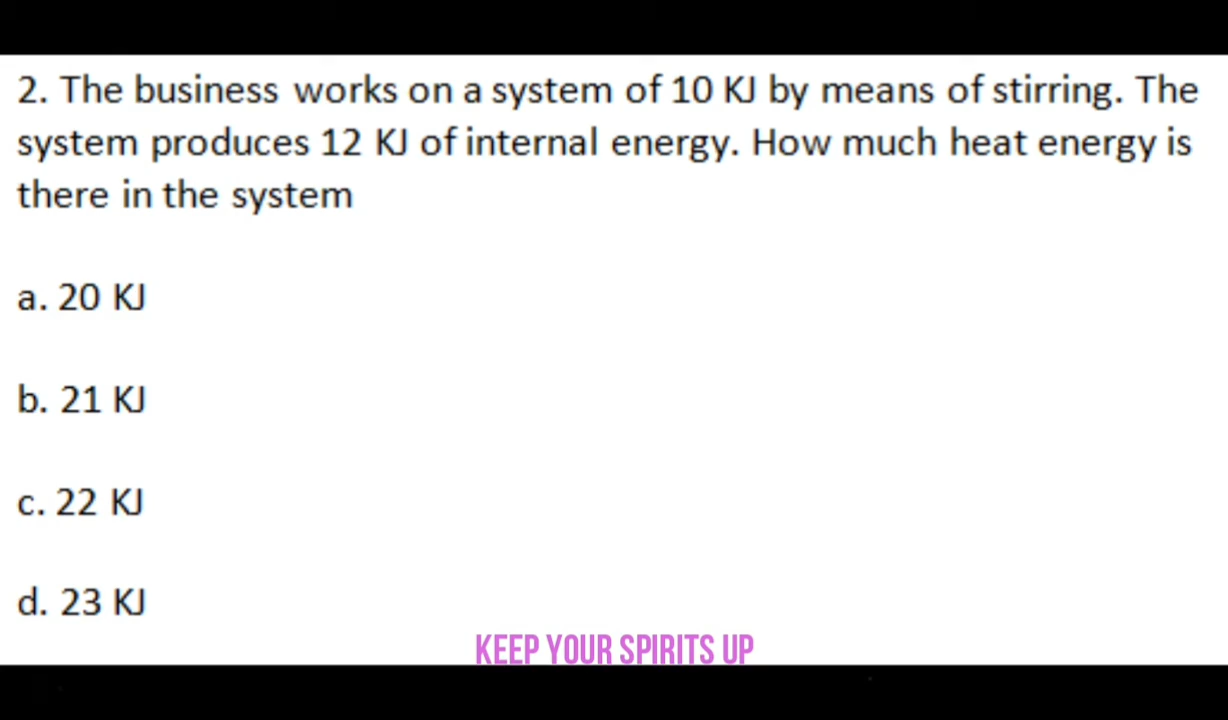 2. The business works on a system of 10 KJ by means of stirring. The
system produces 12 KJ of internal energy. How much heat energy is
there in the system
a. 20 KJ
b. 21 KJ
c. 22 KJ
d. 23 KJ
KEEP YOUR SPIRITS UP